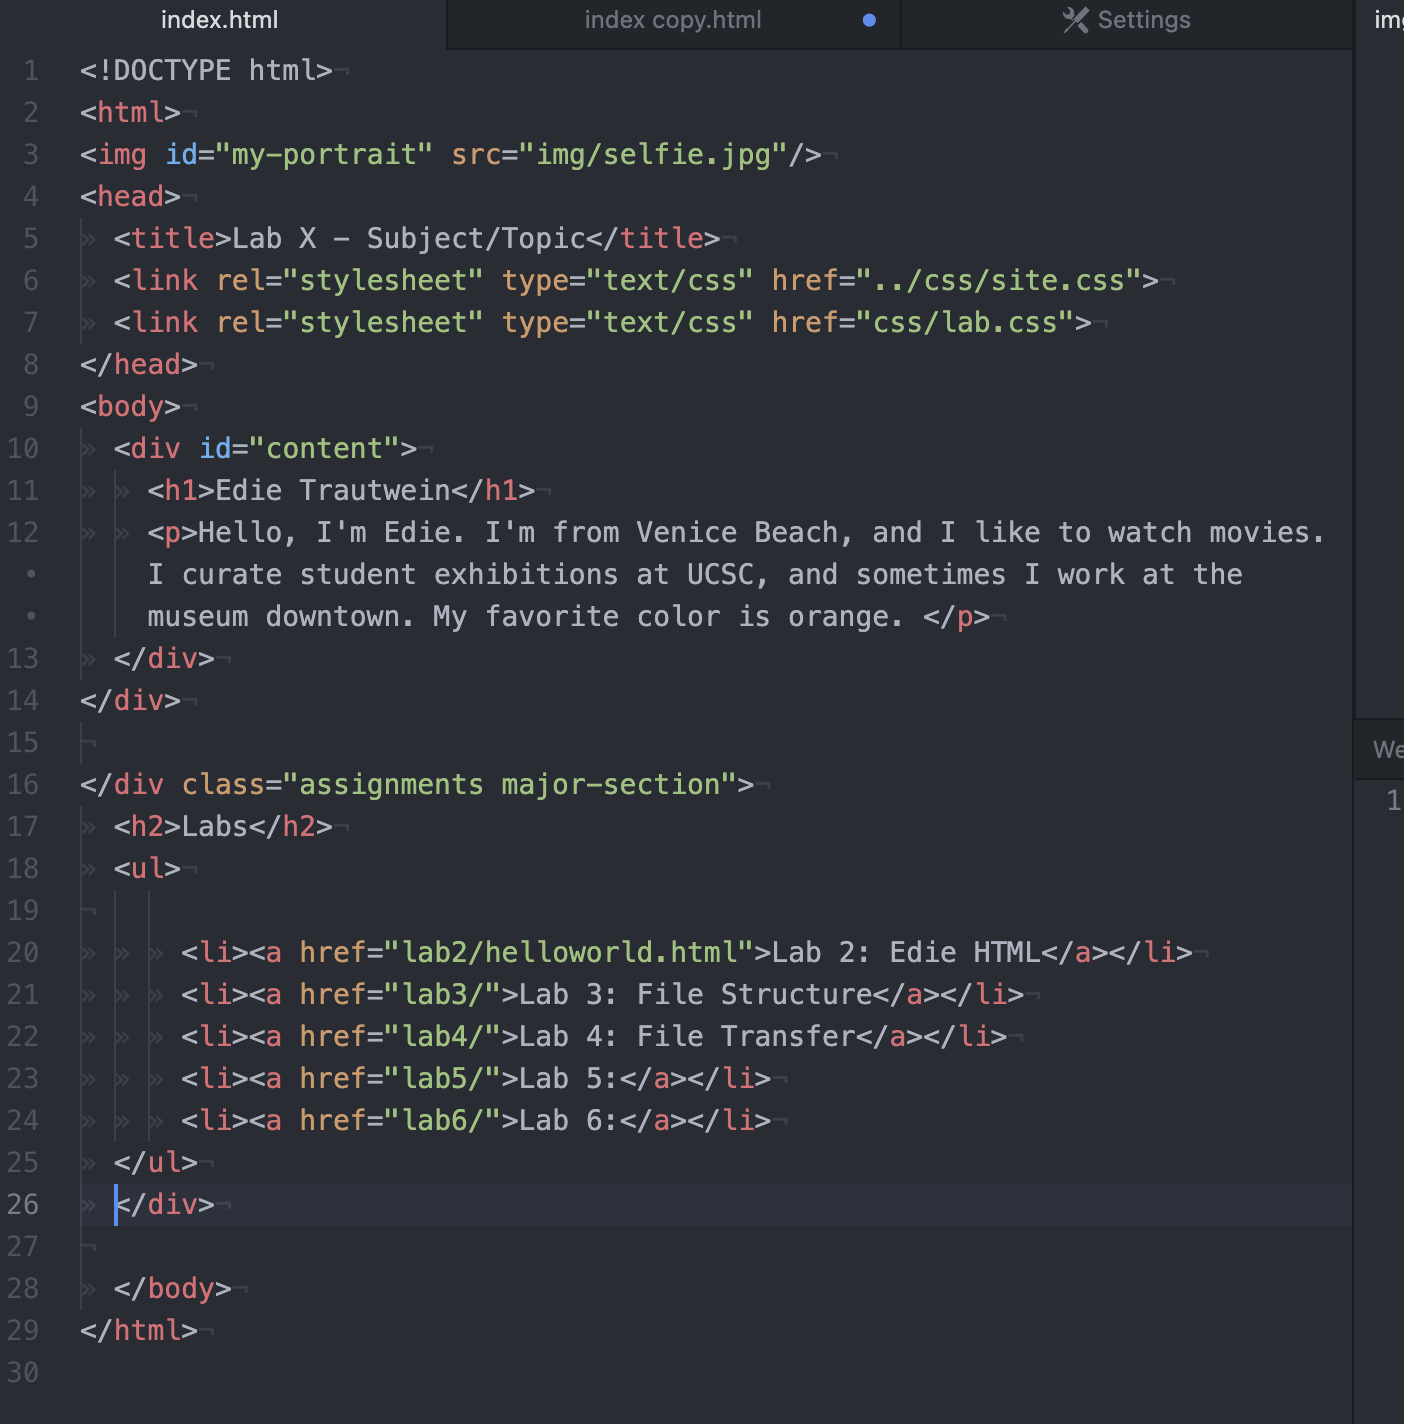 index.html
index copy.html
Settings
1 <!DOCTYPE html>
2 <html>
3 <img id="my-portrait" src="img/selfie.jpg"/>
4 <head>
5 <title>Lab X - Subject/Topic</title>
6 <link rel="stylesheet" type="text/css" href="../css/site.css">
7 <link rel="stylesheet" type="text/css" href="css/lab.css">
8 </head>
9 <body>
10 <div id="content">
11 <h1>Edie Trautwein</h1>
12 <p>Hello, I'm Edie. I'm from Venice Beach, and I like to watch movies.
I curate student exhibitions at UCSC, and sometimes I work at the
museum downtown. My favorite color is orange. </p>
13 </div>
14 </div>
15
16 </div class="assignments major-section">
17 <h2>Labs</h2>
18 <ul>
19
20 <li><a href="lab2/helloworld.html">Lab 2: Edie HTML</a></li>
21 <li><a href="lab3/">Lab 3: File Structure</a></li>
22 <li><a href="lab4/">Lab 4: File Transfer</a></li>
23 <li><a href="lab5/">Lab 5:</a></li>
24 <li><a href="lab6/">Lab 6:</a></li>
25 </ul>
26 </div>
27
28 </body>
29 </html>
30
We
1